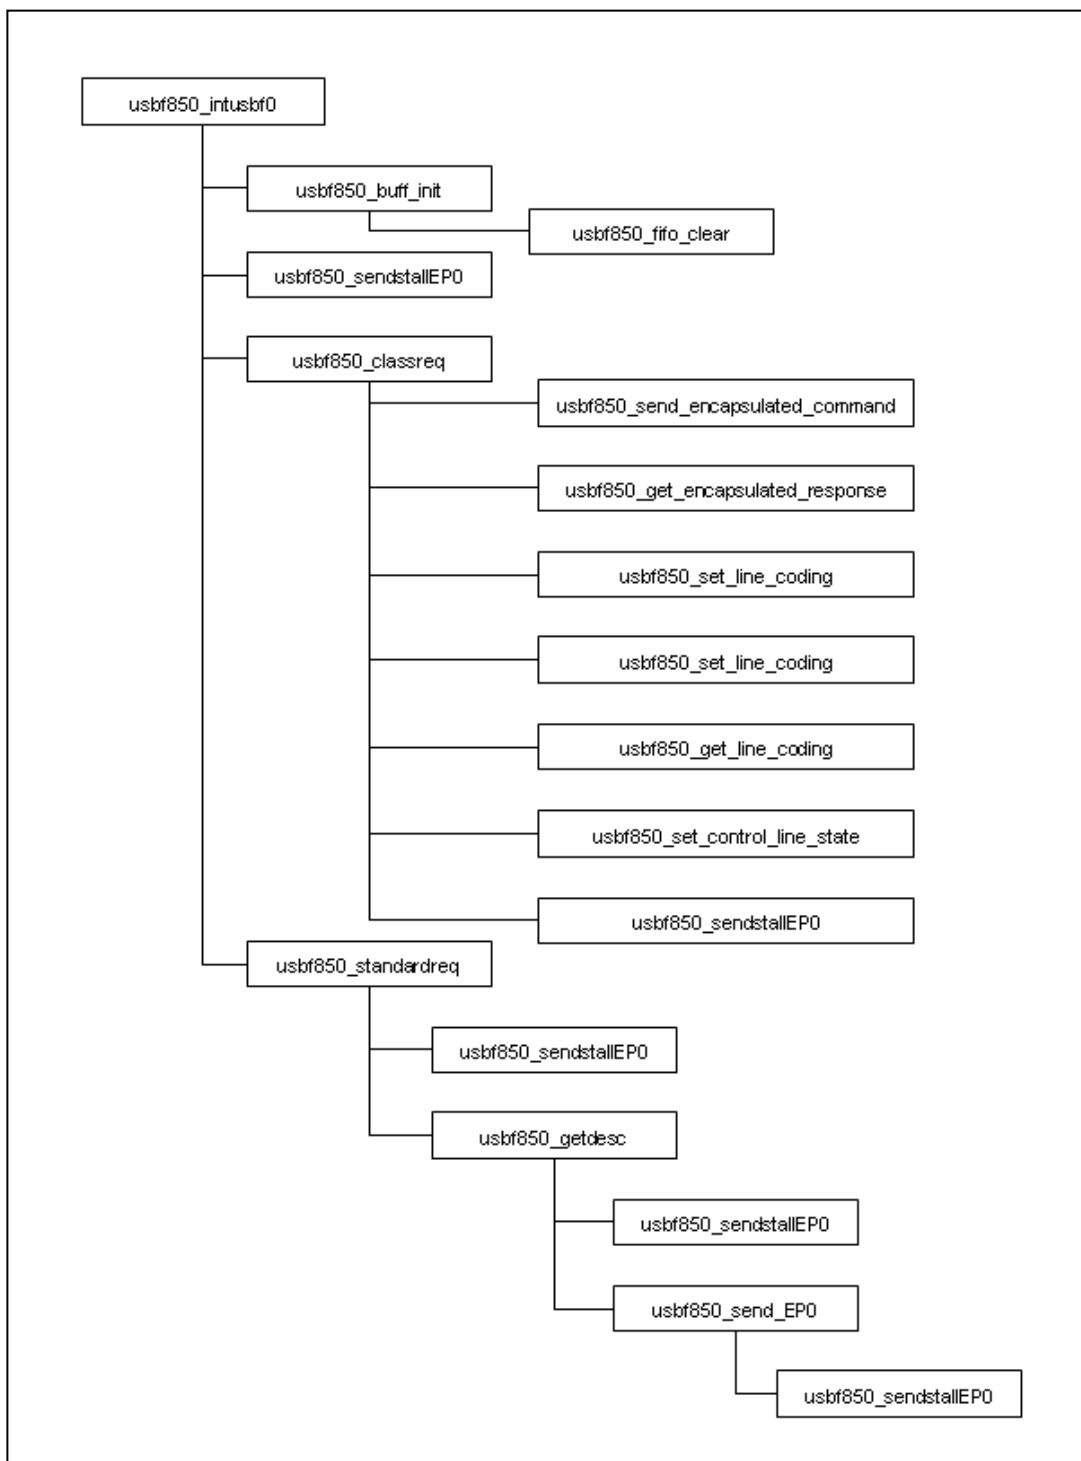 usbf850_intusbf0
usbf850_buff_init
usbf850_fifo_clear
usbf850_sendstallEP0
usbf850_classreq
usbf850_send_encapsulated_command
usbf850_get_encapsulated_response
usbf850_set_line_coding
usbf850_set_line_coding
usbf850_get_line_coding
usbf850_set_control_line_state
usbf850_sendstallEP0
usbf850_standardreq
usbf850_sendstallEP0
usbf850_getdesc
usbf850_sendstallEP0
usbf850_send_EP0
usbf850_sendstallEP0